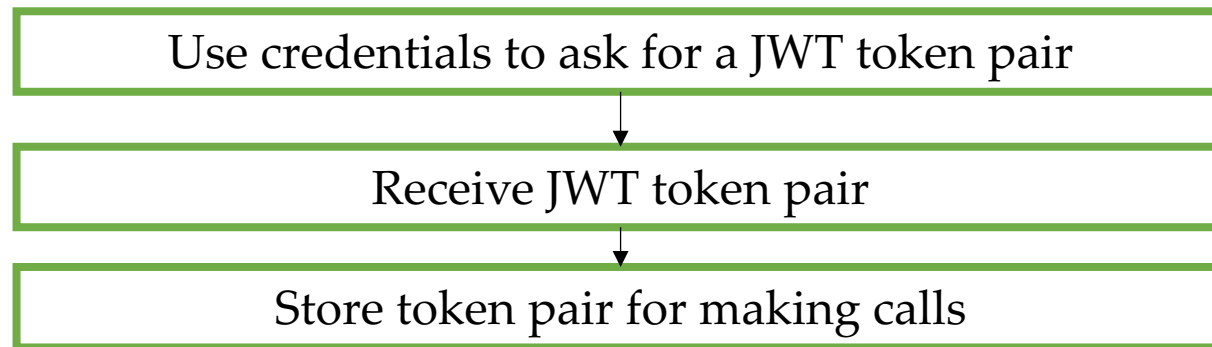 Use credentials to ask for a JWT token pair
Receive JWT token pair
Store token pair for making calls